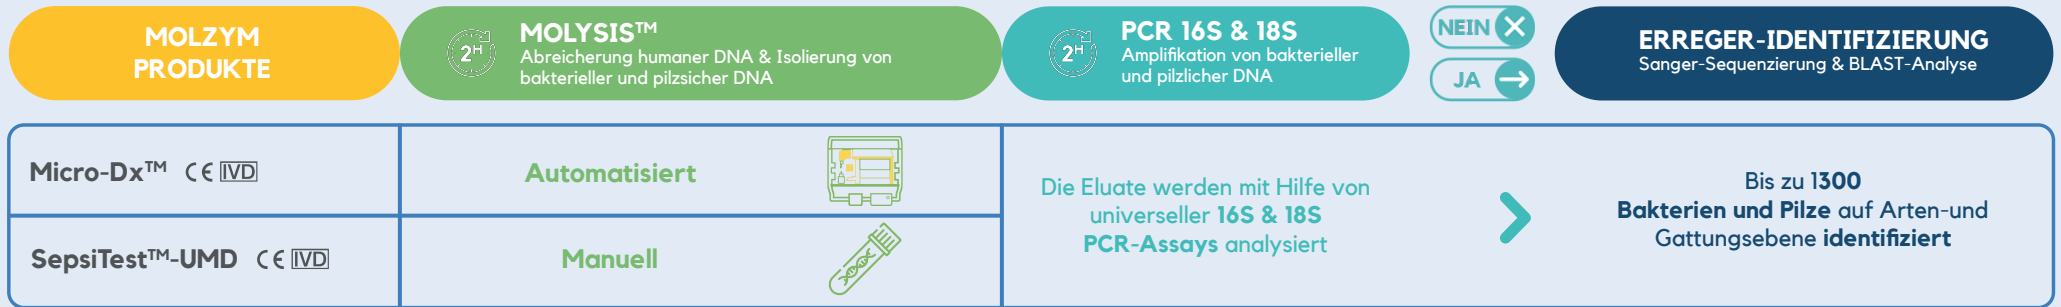 MOLZYM
PRODUKTE
2H
MOLYSIS™
Abreicherung humaner DNA & Isolierung von
bakterieller und pilzsicher DNA
2H
PCR 16S & 18S
Amplifikation von bakterieller
und pilzlicher DNA
NEIN
JA
ERREGER-IDENTIFIZIERUNG
Sanger-Sequenzierung & BLAST-Analyse
Micro-Dx™ CE IVD
Automatisiert
SepsiTest™-UMD CE IVD
Manuell
Die Eluate werden mit Hilfe von
universeller 16S & 18S
PCR-Assays analysiert
Bis zu 1300
Bakterien und Pilze auf Arten-und
Gattungsebene identifiziert